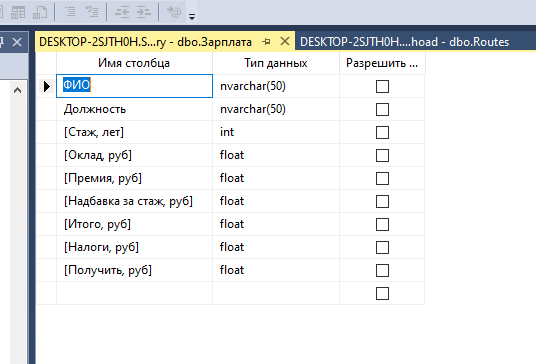 DESKTOP-2SJTH0H.S...ry - dbo.Зарплата DESKTOP-2SJTH0H....hoad - dbo.Routes
Имя столбца Тип данных Разрешить ...
ФИО nvarchar(50)
Должность nvarchar(50)
[Стаж, лет] int
[Оклад, руб] float
[Премия, руб] float
[Надбавка за стаж, руб] float
[Итого, руб] float
[Налоги, руб] float
[Получить, руб] float